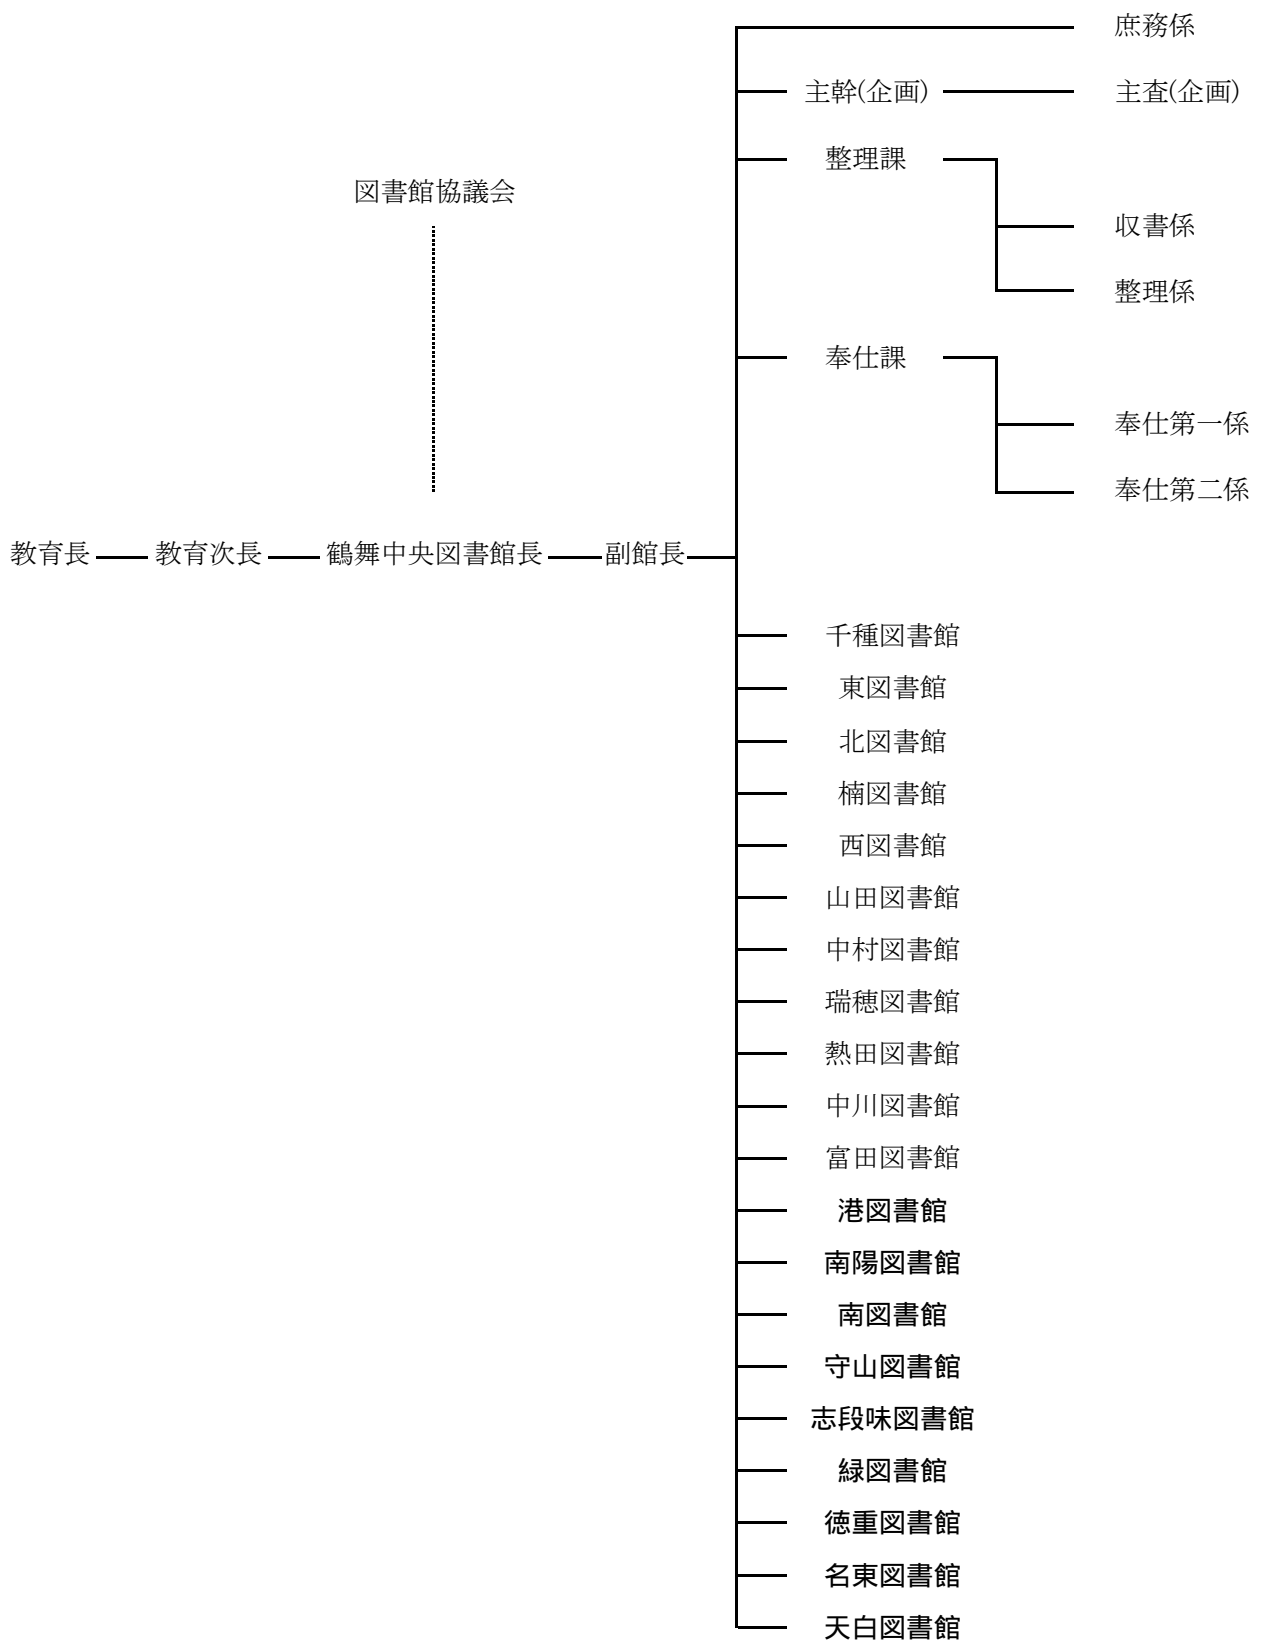 庶務係
主幹(企画) 主査(企画)
整理課
図書館協議会
収書係
整理係
奉仕課
奉仕第一係
奉仕第二係
教育長 教育次長 鶴舞中央図書館長 副館長
千種図書館
東図書館
北図書館
楠図書館
西図書館
山田図書館
中村図書館
瑞穂図書館
熱田図書館
中川図書館
富田図書館
港図書館
南陽図書館
南図書館
守山図書館
志段味図書館
緑図書館
徳重図書館
名東図書館
天白図書館